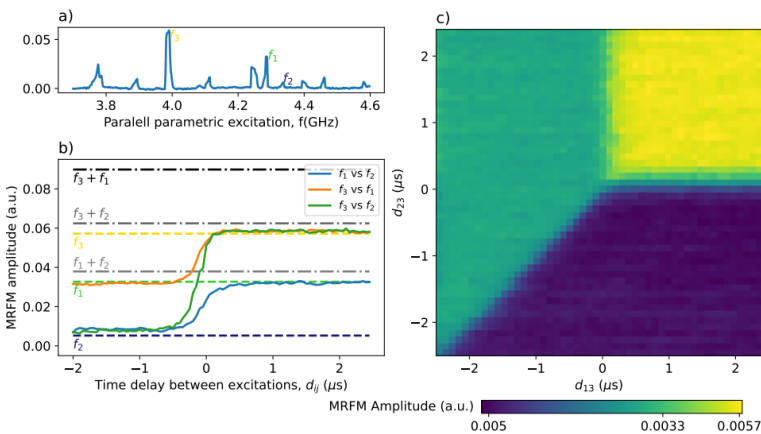 a)
0.05
0.00
f3
f1
f2
3.8 4.0 4.2 4.4 4.6
Paralell parametric excitation, f(GHz)
b)
MRFM amplitude (a.u.)
0.08
0.06
0.04
0.02
0.00
f3 + f1
f3 + f2
f3
f1 + f2
f1
f2
f1 vs f2
f3 vs f1
f3 vs f2
−2 −1 0 1 2
Time delay between excitations, dij (μs)
c)
d23 (μs)
2
1
0
−1
−2
−2 −1 0 1 2
d13 (μs)
MRFM Amplitude (a.u.)
0.005 0.0033 0.0057